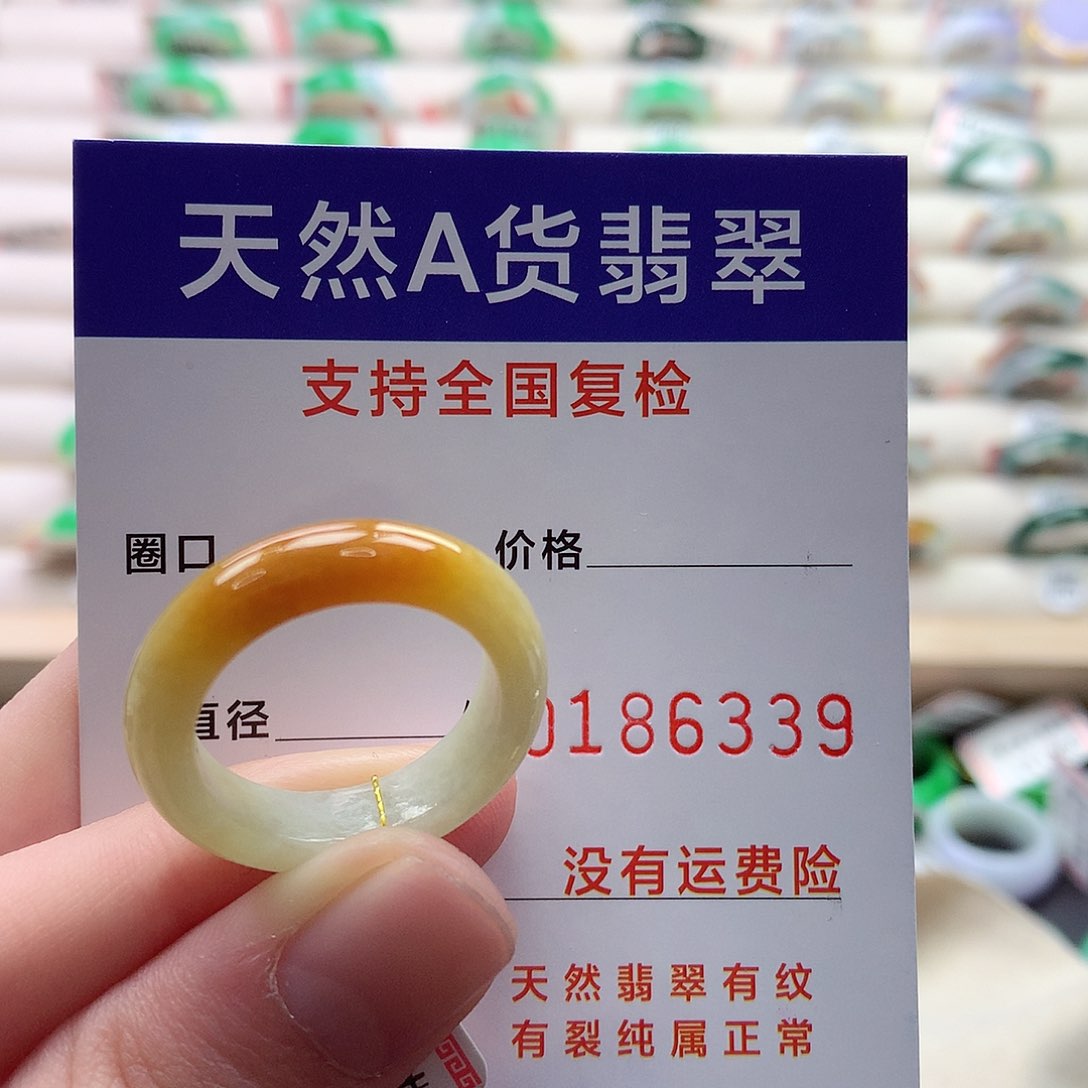 天然A货翡翠
支持全国复检
圈口 价格
直径 0186339
没有运费险
天然翡翠有纹
有裂纯属正常